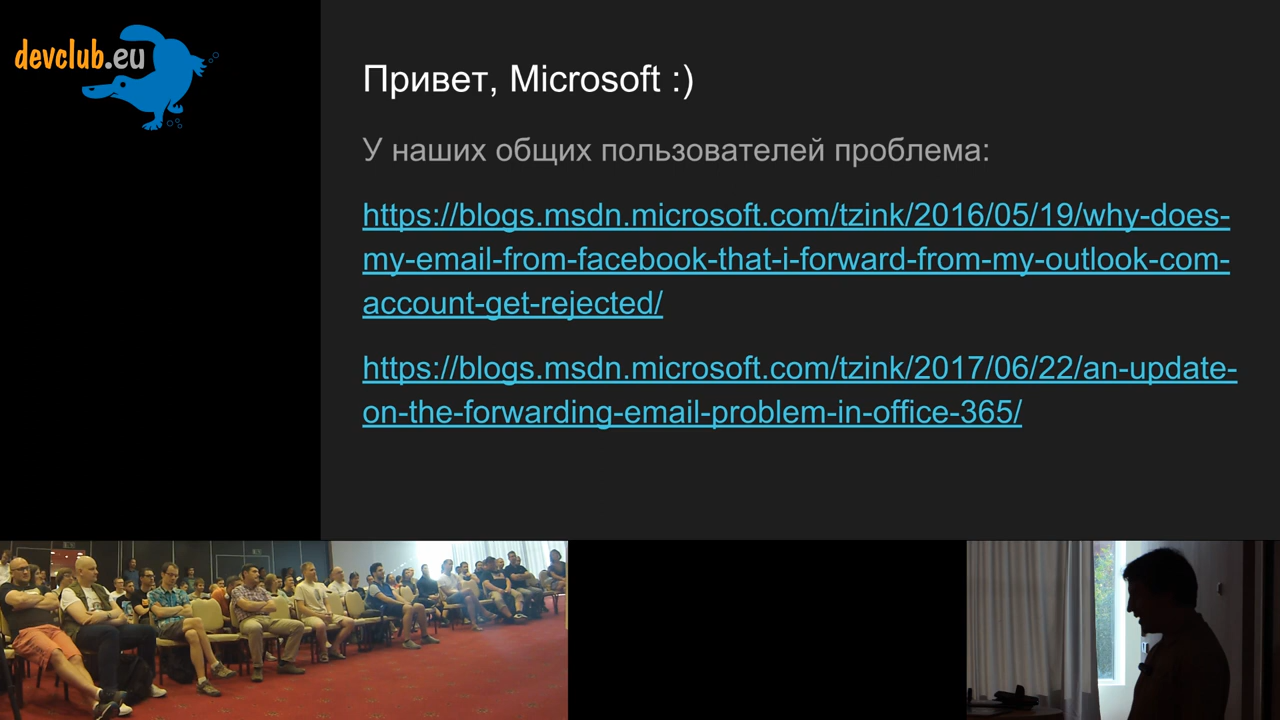 devclub.eu
Привет, Microsoft :)
У наших общих пользователей проблема:
https://blogs.msdn.microsoft.com/tzink/2016/05/19/why-does-
my-email-from-facebook-that-i-forward-from-my-outlook-com-
account-get-rejected/
https://blogs.msdn.microsoft.com/tzink/2017/06/22/an-update-
on-the-forwarding-email-problem-in-office-365/